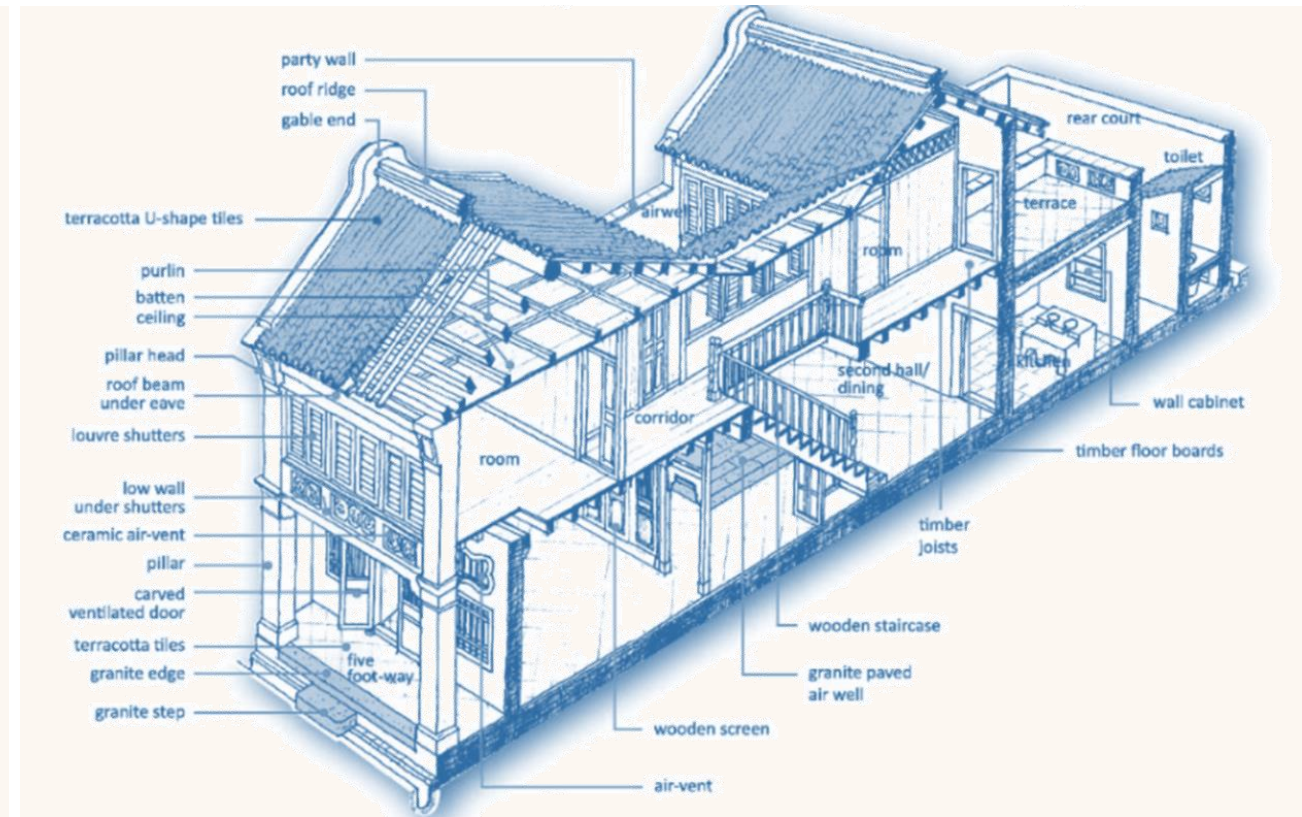 party wall
roof ridge
gable end
terracotta U-shape tiles
purlin
batten
ceiling
pillar head
roof beam
under eave
louvre shutters
low wall
under shutters
ceramic air-vent
pillar
carved
ventilated door
terracotta tiles
granite edge
granite step
five
foot-way
room
corridor
airwell
room
second hall/
dining
kitchen
terrace
rear court
toilet
wall cabinet
timber floor boards
timber
joists
wooden staircase
granite paved
air well
wooden screen
air-vent